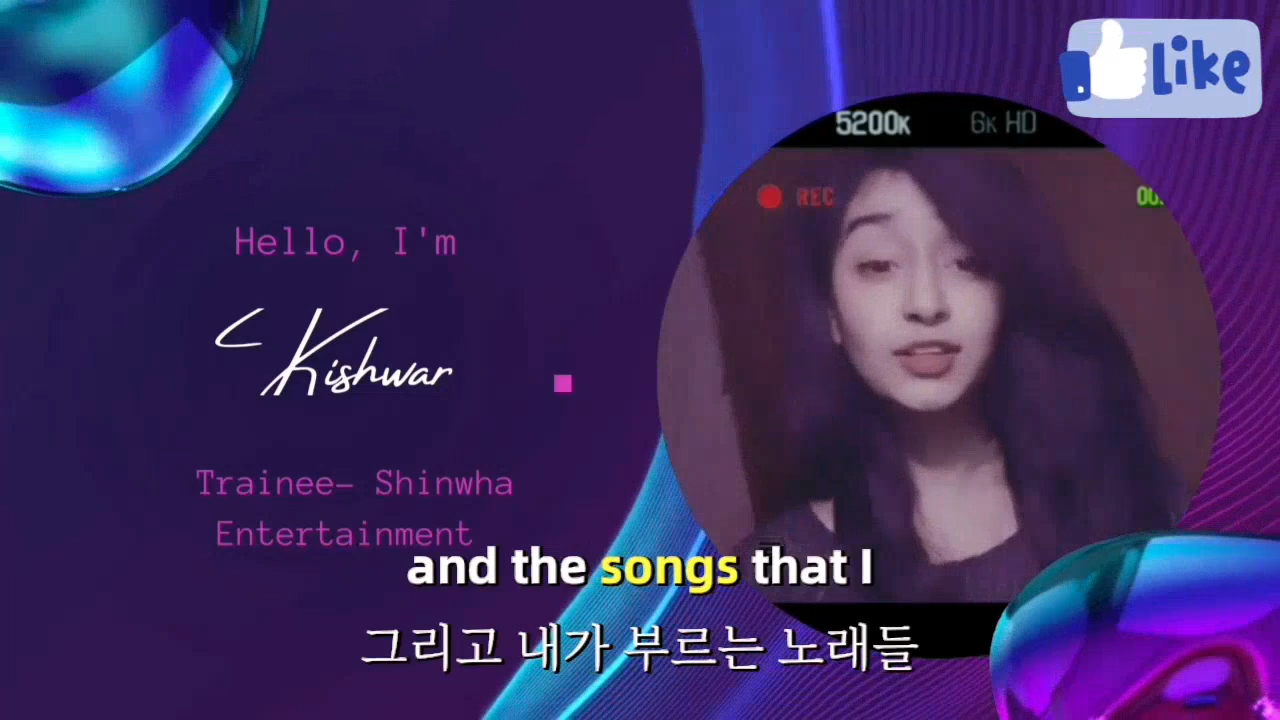 Like
5200K 6K HD
REC
Hello, I'm
Kishwar
Trainee– Shinwha
Entertainment
and the songs that I
그리고 내가 부르는 노래들